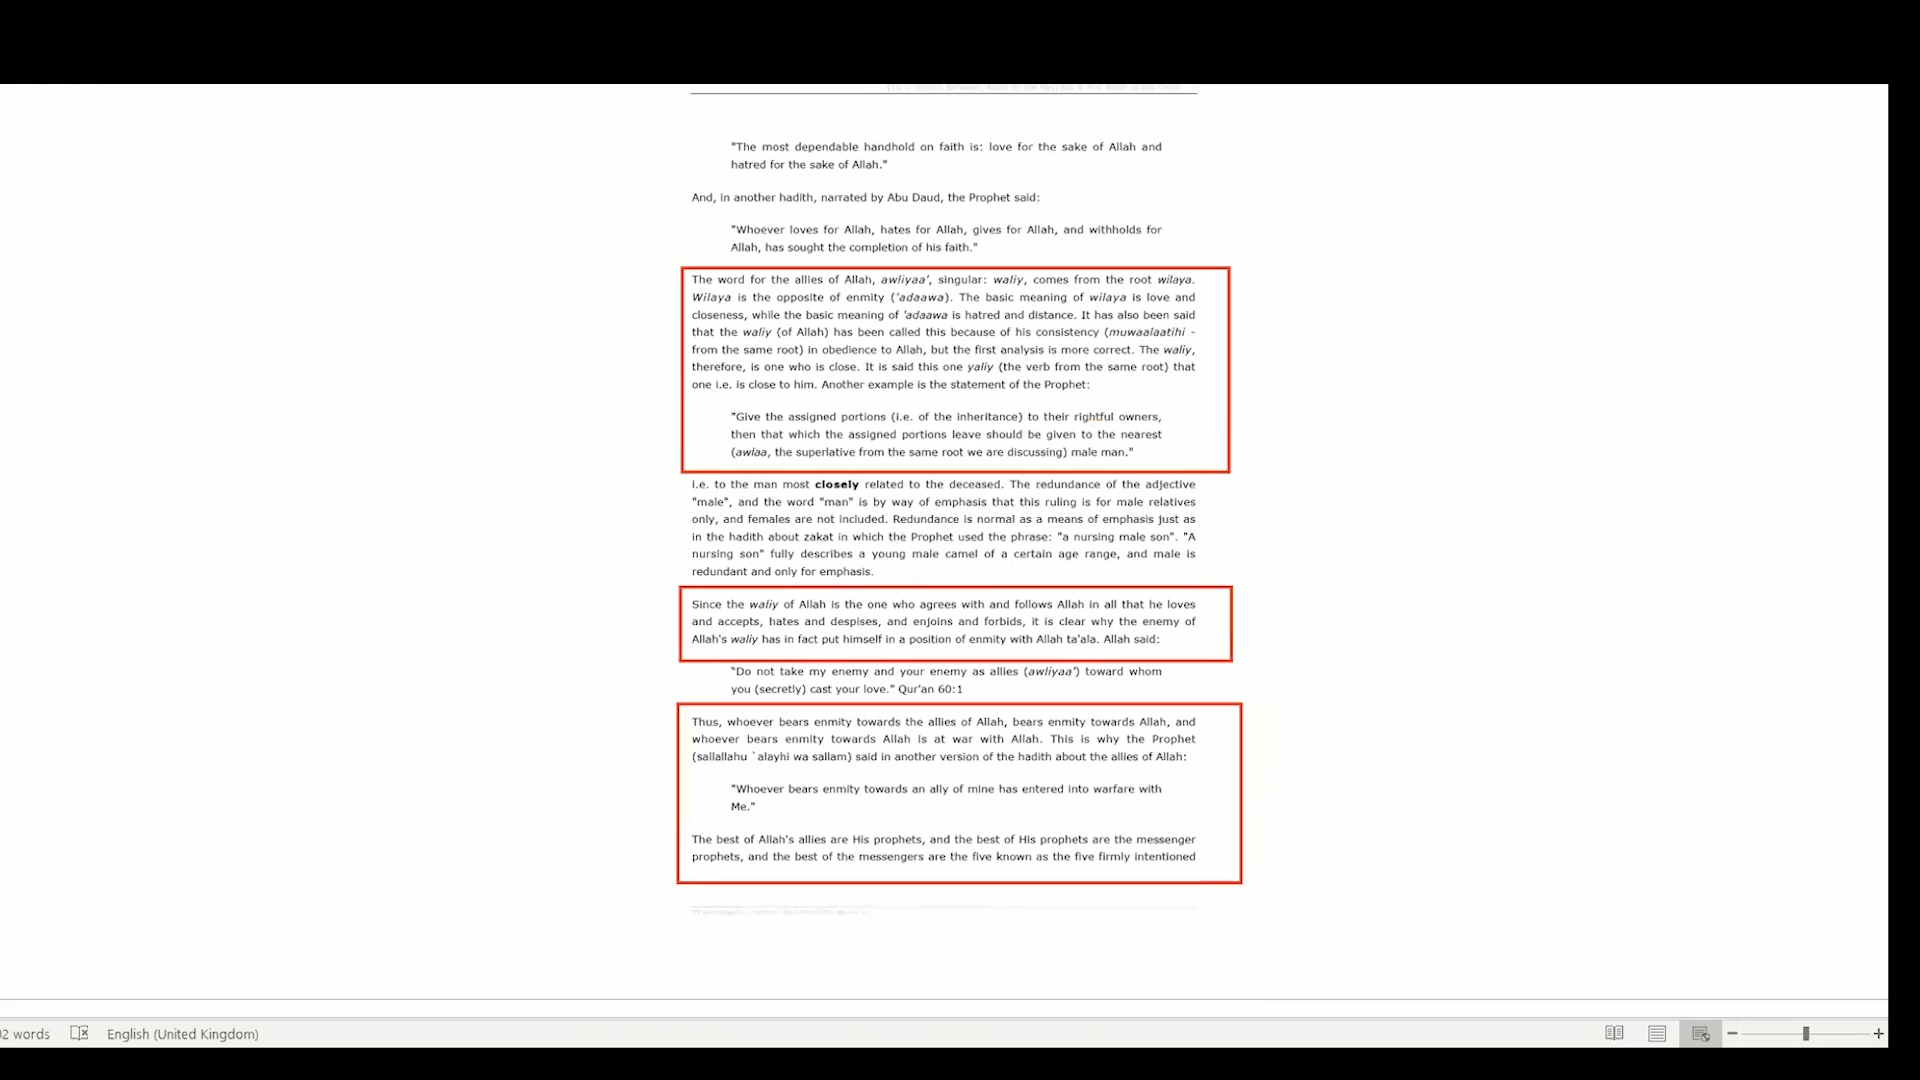 "The most dependable handhold on faith is: love for the sake of Allah and
hatred for the sake of Allah."
And, in another hadith, narrated by Abu Daud, the Prophet said:
"Whoever loves for Allah, hates for Allah, gives for Allah, and withholds for
Allah, has sought the completion of his faith."
The word for the allies of Allah, awliyaa', singular: waliy, comes from the root wilaya.
Wilaya is the opposite of enmity ('adaawa). The basic meaning of wilaya is love and
closeness, while the basic meaning of 'adaawa is hatred and distance. It has also been said
that the waliy (of Allah) has been called this because of his consistency (muwaalaatihi -
from the same root) in obedience to Allah, but the first analysis is more correct. The waliy,
therefore, is one who is close. It is said this one yaliy (the verb from the same root) that
one i.e. is close to him. Another example is the statement of the Prophet:
"Give the assigned portions (i.e. of the inheritance) to their rightful owners,
then that which the assigned portions leave should be given to the nearest
(awlaa, the superlative from the same root we are discussing) male man."
i.e. to the man most closely related to the deceased. The redundance of the adjective
"male", and the word "man" is by way of emphasis that this ruling is for male relatives
only, and females are not included. Redundance is normal as a means of emphasis just as
in the hadith about zakat in which the Prophet used the phrase: "a nursing male son". "A
nursing son" fully describes a young male camel of a certain age range, and male is
redundant and only for emphasis.
Since the waliy of Allah is the one who agrees with and follows Allah in all that he loves
and accepts, hates and despises, and enjoins and forbids, it is clear why the enemy of
Allah's waliy has in fact put himself in a position of enmity with Allah ta'ala. Allah said:
"Do not take my enemy and your enemy as allies (awliyaa') toward whom
you (secretly) cast your love." Qur'an 60:1
Thus, whoever bears enmity towards the allies of Allah, bears enmity towards Allah, and
whoever bears enmity towards Allah is at war with Allah. This is why the Prophet
(sallallahu `alayhi wa sallam) said in another version of the hadith about the allies of Allah:
"Whoever bears enmity towards an ally of mine has entered into warfare with
Me."
The best of Allah's allies are His prophets, and the best of His prophets are the messenger
prophets, and the best of the messengers are the five known as the five firmly intentioned
2 words English (United Kingdom)